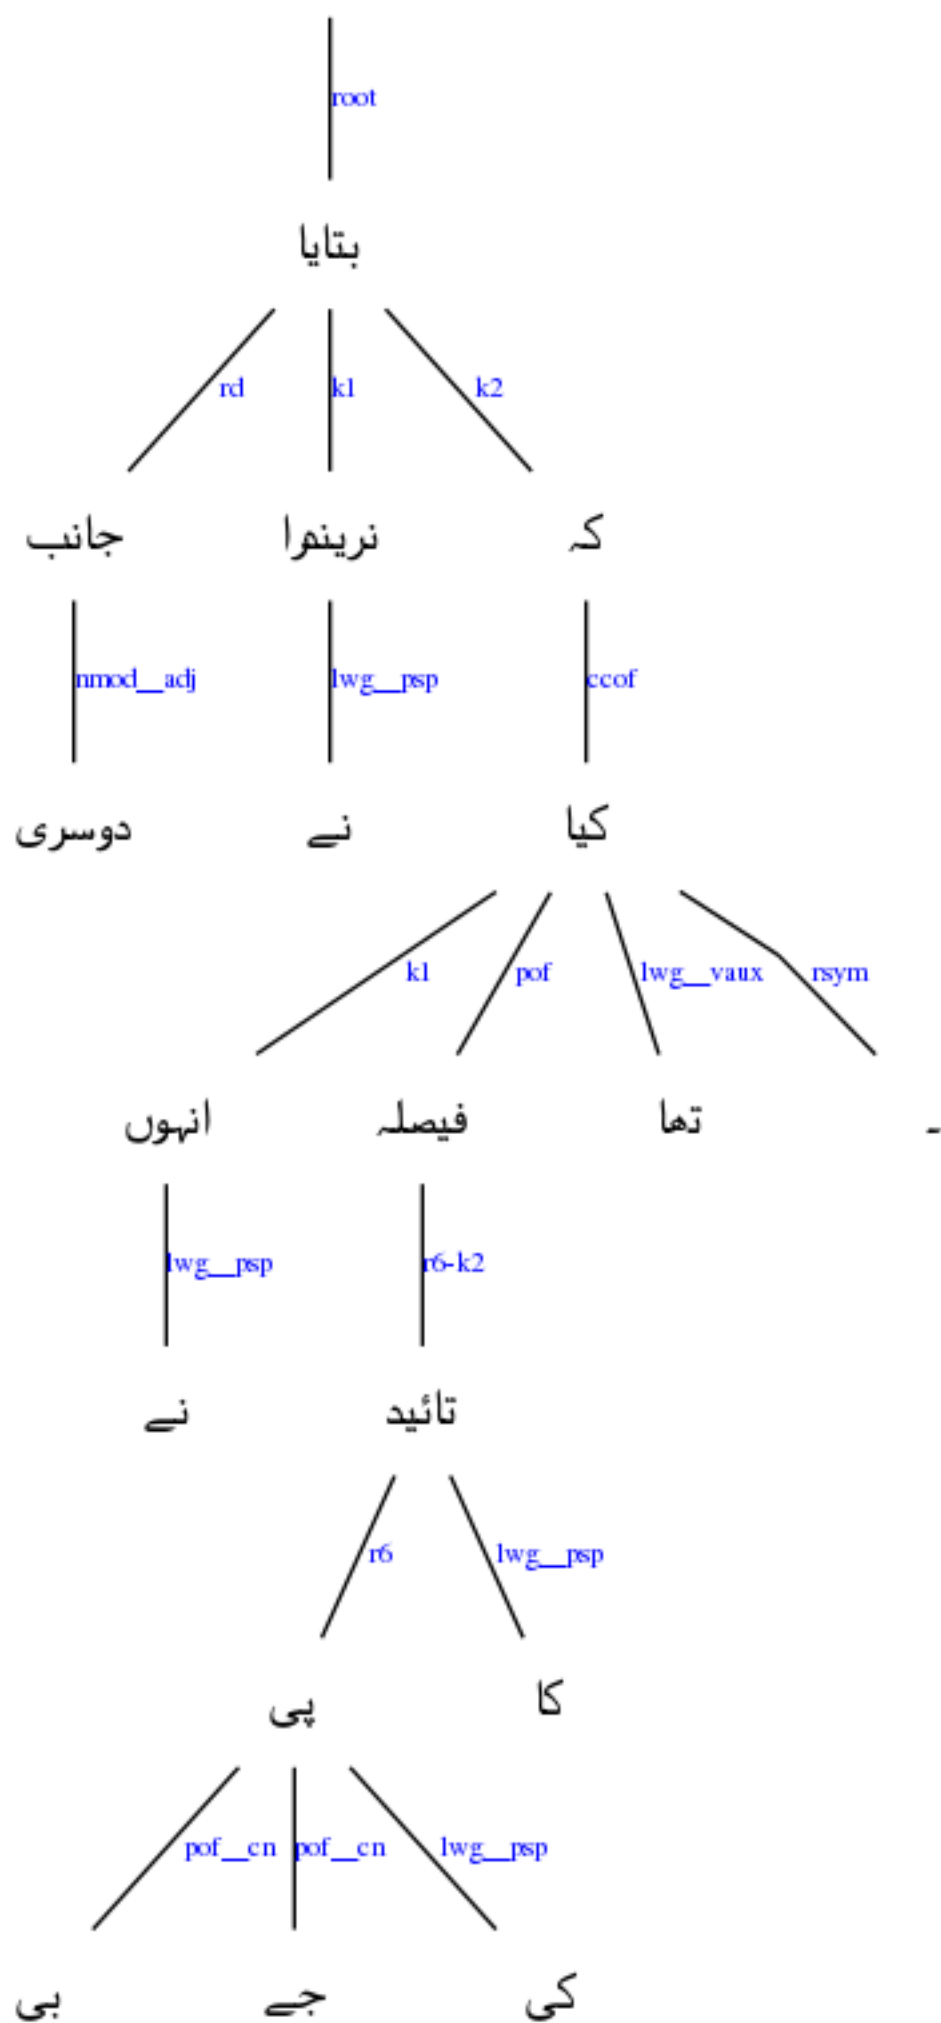 root
بتایا
rd k1 k2
جانب نرینموا کہ
nmod__adj lwg__psp ccof
دوسری نے کیا
k1 pof lwg__vaux rsym
انہوں فیصلہ تھا ۔
lwg__psp r6-k2
نے تائید
r6 lwg__psp
پی کا
pof__cn pof__cn lwg__psp
بی جے کی